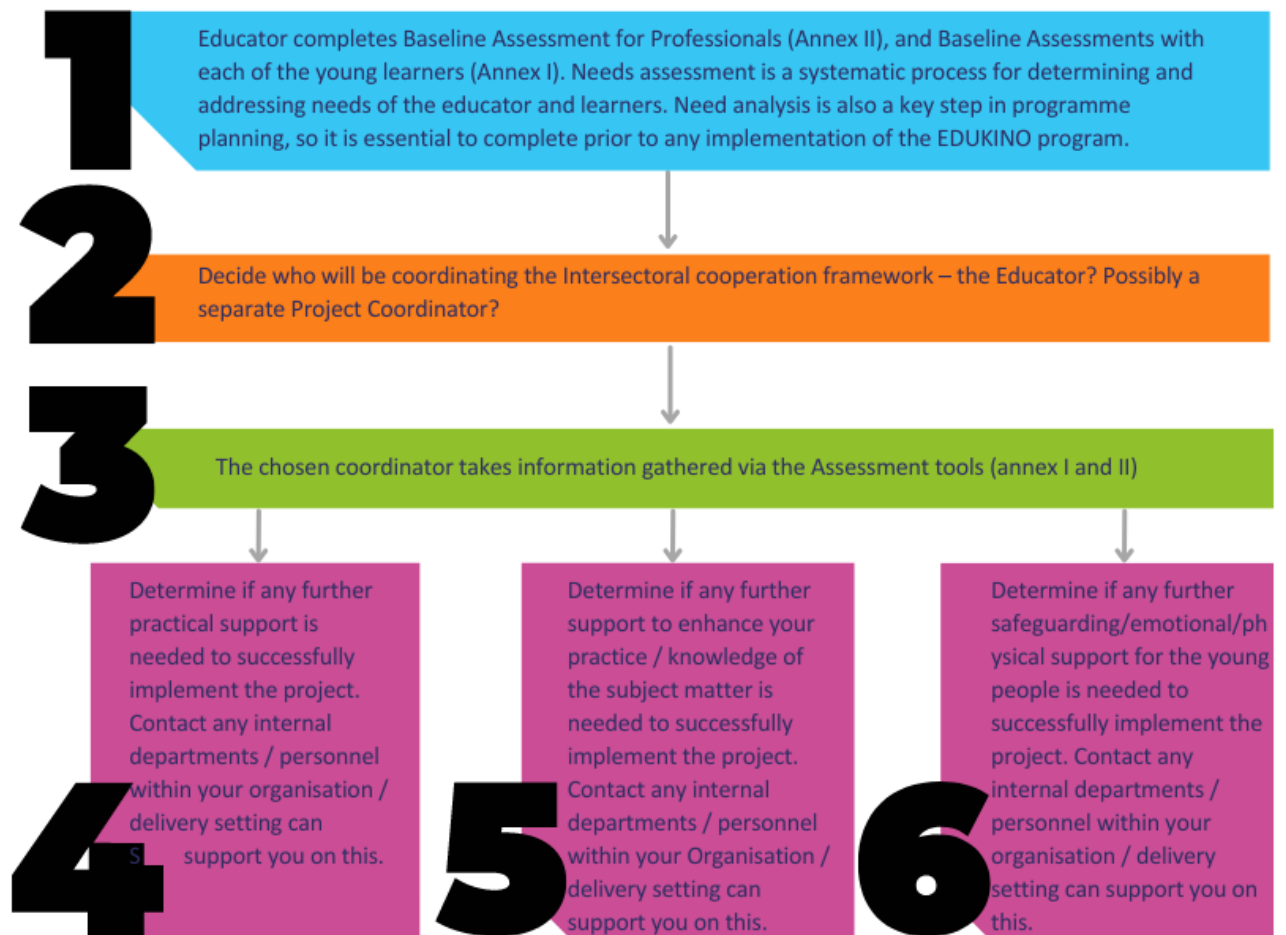 1
Educator completes Baseline Assessment for Professionals (Annex II), and Baseline Assessments with
each of the young learners (Annex I). Needs assessment is a systematic process for determining and
addressing needs of the educator and learners. Need analysis is also a key step in programme
planning, so it is essential to complete prior to any implementation of the EDUKINO program.
2
Decide who will be coordinating the Intersectoral cooperation framework – the Educator? Possibly a
separate Project Coordinator?
3
The chosen coordinator takes information gathered via the Assessment tools (annex I and II)
4
Determine if any further
practical support is
needed to successfully
implement the project.
Contact any internal
departments / personnel
within your organisation /
delivery setting can
S support you on this.
5
Determine if any further
support to enhance your
practice / knowledge of
the subject matter is
needed to successfully
implement the project.
Contact any internal
departments / personnel
within your Organisation /
delivery setting can
support you on this.
6
Determine if any further
safeguarding/emotional/ph
ysical support for the young
people is needed to
successfully implement the
project. Contact any
internal departments /
personnel within your
organisation / delivery
setting can support you on
this.